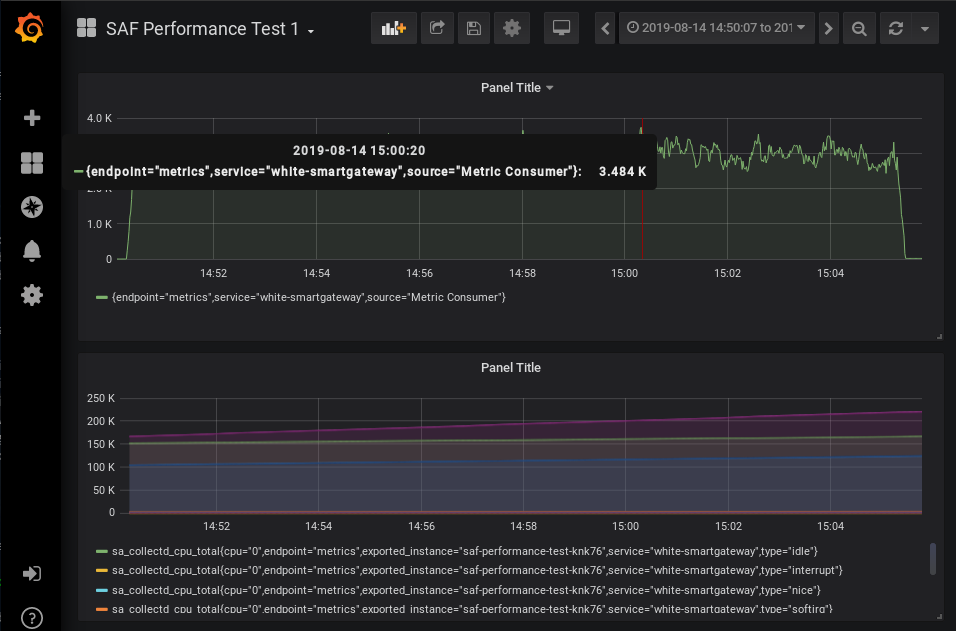 SAF Performance Test 1
2019-08-14 14:50:07 to 201
Panel Title
4.0 K
2019-08-14 15:00:20
{endpoint="metrics",service="white-smartgateway",source="Metric Consumer"}: 3.484 K
2.0 K
1.0 K
0
14:52 14:54 14:56 14:58 15:00 15:02 15:04
{endpoint="metrics",service="white-smartgateway",source="Metric Consumer"}
Panel Title
250 K
200 K
150 K
100 K
50 K
0
14:52 14:54 14:56 14:58 15:00 15:02 15:04
sa_collectd_cpu_total{cpu="0",endpoint="metrics",exported_instance="saf-performance-test-knk76",service="white-smartgateway",type="idle"}
sa_collectd_cpu_total{cpu="0",endpoint="metrics",exported_instance="saf-performance-test-knk76",service="white-smartgateway",type="interrupt"}
sa_collectd_cpu_total{cpu="0",endpoint="metrics",exported_instance="saf-performance-test-knk76",service="white-smartgateway",type="nice"}
sa_collectd_cpu_total{cpu="0",endpoint="metrics",exported_instance="saf-performance-test-knk76",service="white-smartgateway",type="softirq"}